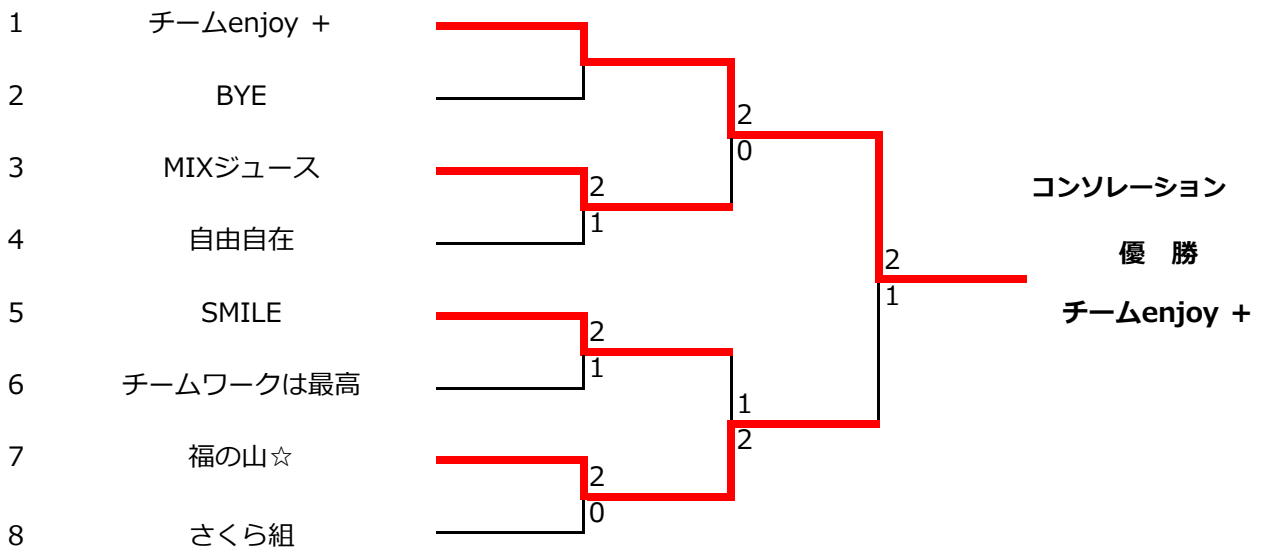 1 チームenjoy +
2 BYE
2
0
3 MIXジュース
2
コンソレーション
1
4 自由自在
優　勝
2
1
5 SMILE
チームenjoy +
2
1
6 チームワークは最高
1
2
7 福の山☆
2
0
8 さくら組